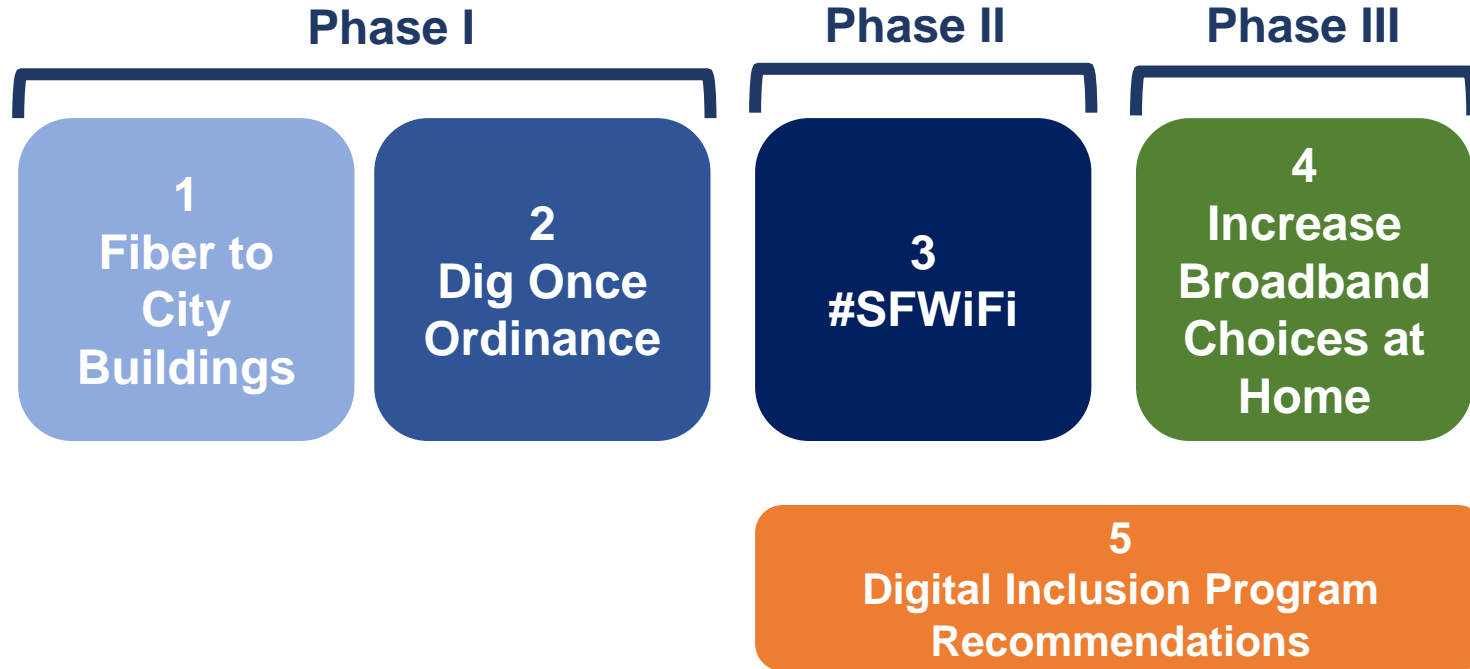 Phase I
Phase II
Phase III
1
Fiber to
City
Buildings
2
Dig Once
Ordinance
3
#SFWiFi
4
Increase
Broadband
Choices at
Home
5
Digital Inclusion Program
Recommendations